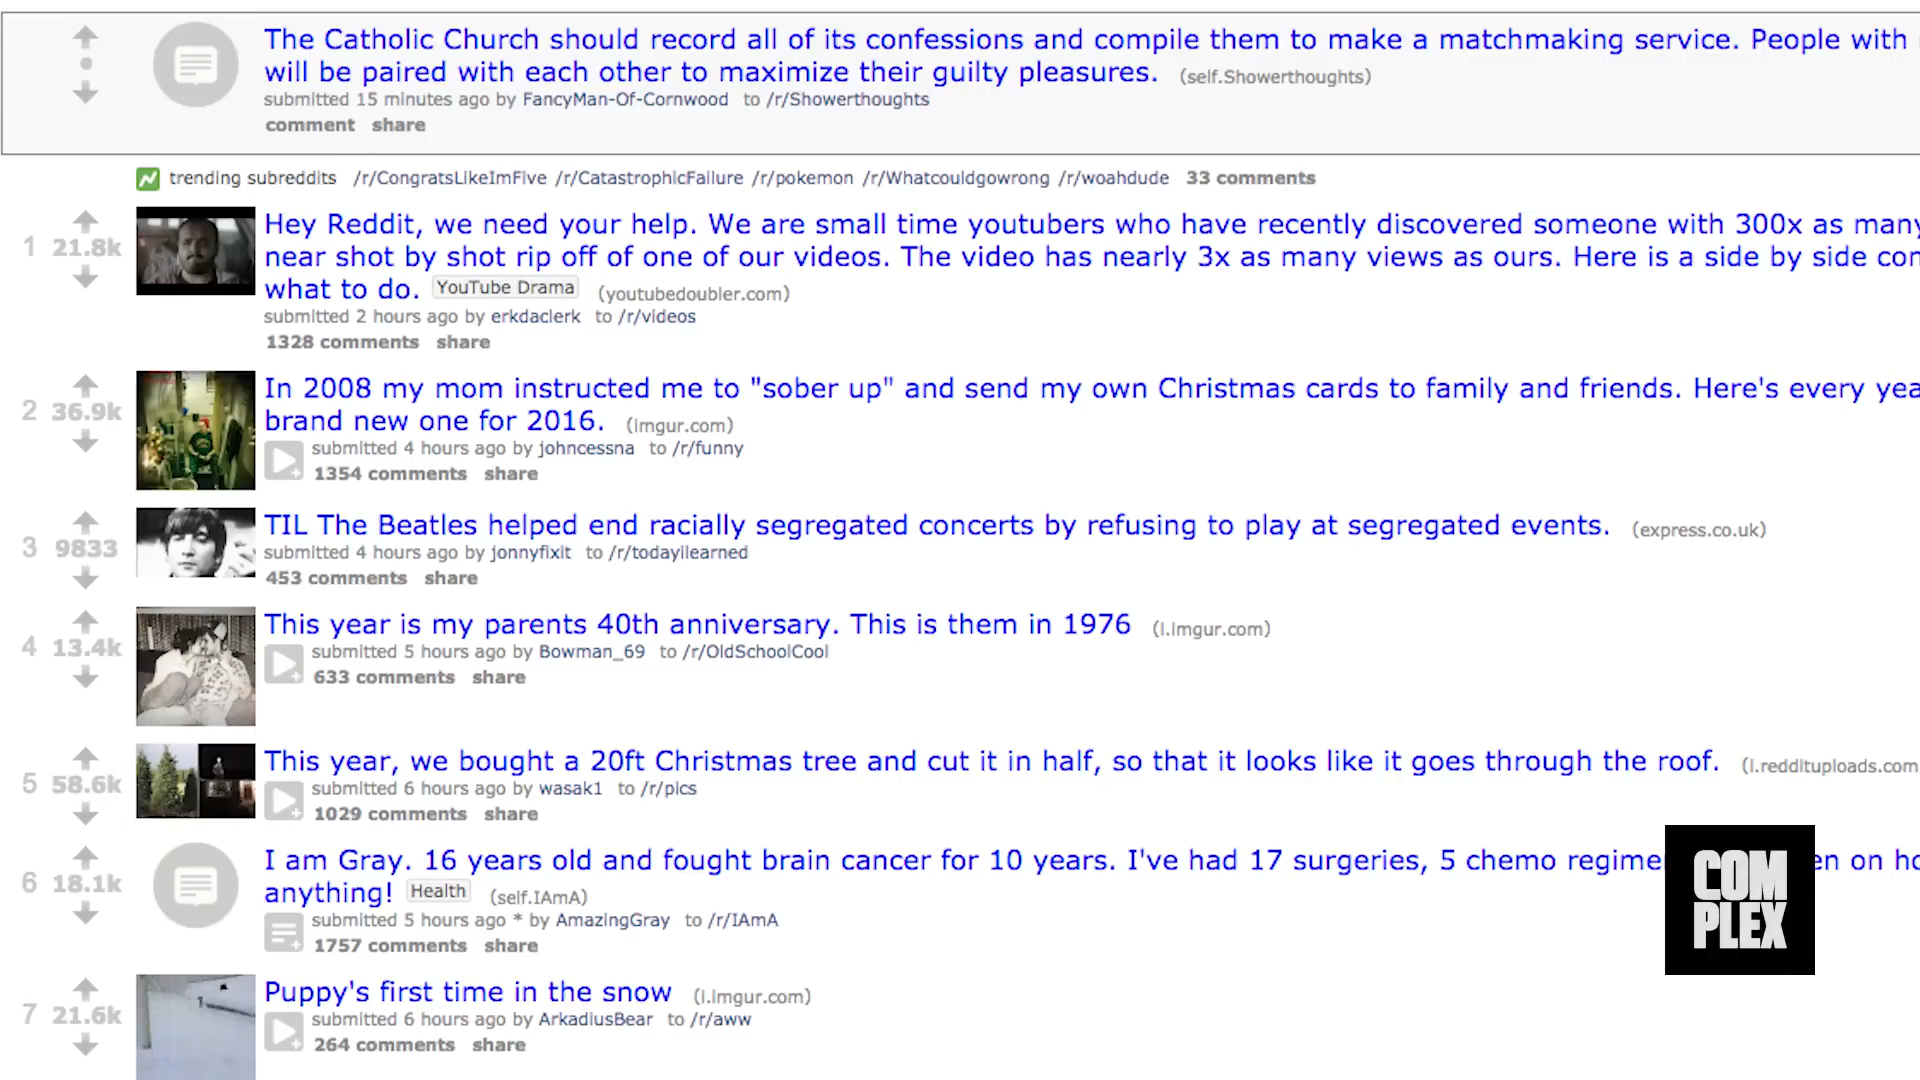 The Catholic Church should record all of its confessions and compile them to make a matchmaking service. People with
will be paired with each other to maximize their guilty pleasures. (self.Showerthoughts)
submitted 15 minutes ago by FancyMan-Of-Cornwood to /r/Showerthoughts
comment share
trending subreddits /r/CongratsLikeImFive /r/CatastrophicFailure /r/pokemon /r/Whatcouldgowrong /r/woahdude 33 comments
1 21.8k
Hey Reddit, we need your help. We are small time youtubers who have recently discovered someone with 300x as many
near shot by shot rip off of one of our videos. The video has nearly 3x as many views as ours. Here is a side by side
what to do. YouTube Drama (youtubedoubler.com)
submitted 2 hours ago by erkdaclerk to /r/videos
1328 comments share
2 36.9k
In 2008 my mom instructed me to "sober up" and send my own Christmas cards to family and friends. Here's every
brand new one for 2016. (imgur.com)
submitted 4 hours ago by johncessna to /r/funny
1354 comments share
3 9833
TIL The Beatles helped end racially segregated concerts by refusing to play at segregated events. (express.co.uk)
submitted 4 hours ago by jonnyfixit to /r/todayilearned
453 comments share
4 13.4k
This year is my parents 40th anniversary. This is them in 1976 (i.imgur.com)
submitted 5 hours ago by Bowman_69 to /r/OldSchoolCool
633 comments share
5 58.6k
This year, we bought a 20ft Christmas tree and cut it in half, so that it looks like it goes through the roof. (i.reddituploads.com
submitted 6 hours ago by wasak1 to /r/pics
1029 comments share
6 18.1k
I am Gray. 16 years old and fought brain cancer for 10 years. I've had 17 surgeries, 5 chemo regime en on
anything! Health (self.IAmA)
submitted 5 hours ago * by AmazingGray to /r/IAmA
1757 comments share
COM
PLEX
7 21.6k
Puppy's first time in the snow (i.imgur.com)
submitted 6 hours ago by ArkadiusBear to /r/aww
264 comments share